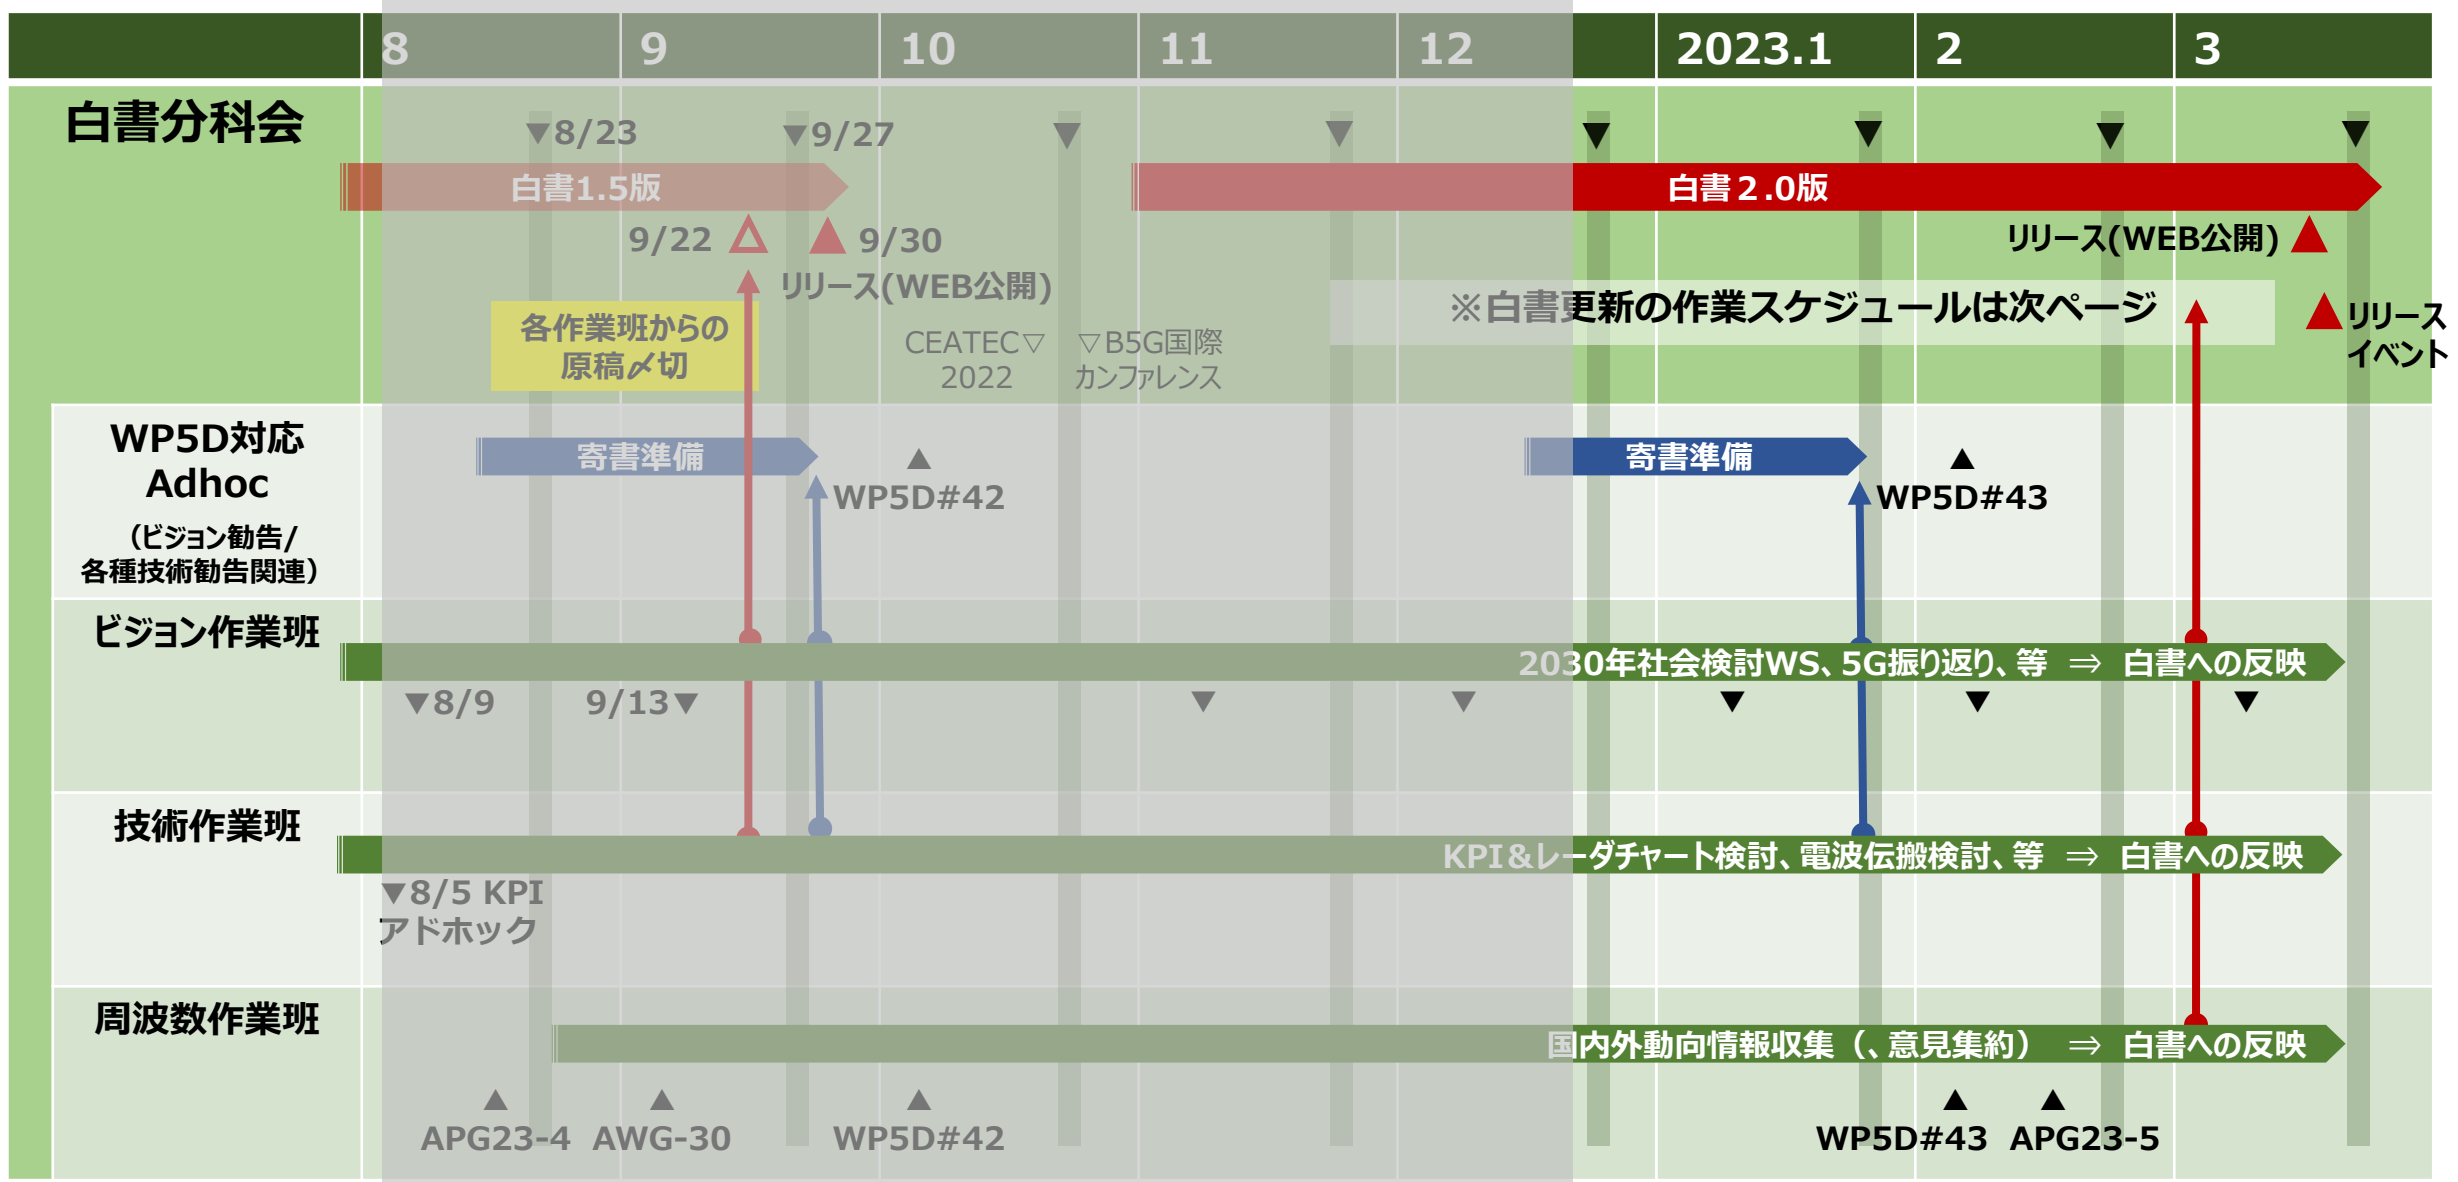 8
9
10
11
12
2023.1
2
3
白書分科会
▼8/23
▼9/27
白書1.5版
白書２.0版
9/22
9/30
リリース(WEB公開)
リリース(WEB公開)
※白書更新の作業スケジュールは次ページ
リリース
イベント
各作業班からの
原稿〆切
CEATEC▽
2022
▽B5G国際
カンファレンス
WP5D対応
Adhoc
（ビジョン勧告/
各種技術勧告関連）
寄書準備
WP5D#42
寄書準備
WP5D#43
ビジョン作業班
2030年社会検討WS、5G振り返り、等 ⇒ 白書への反映
▼8/9
9/13▼
技術作業班
KPI＆レーダチャート検討、電波伝搬検討、等 ⇒ 白書への反映
▼8/5 KPI
アドホック
周波数作業班
国内外動向情報収集（、意見集約） ⇒ 白書への反映
APG23-4
AWG-30
WP5D#42
WP5D#43
APG23-5